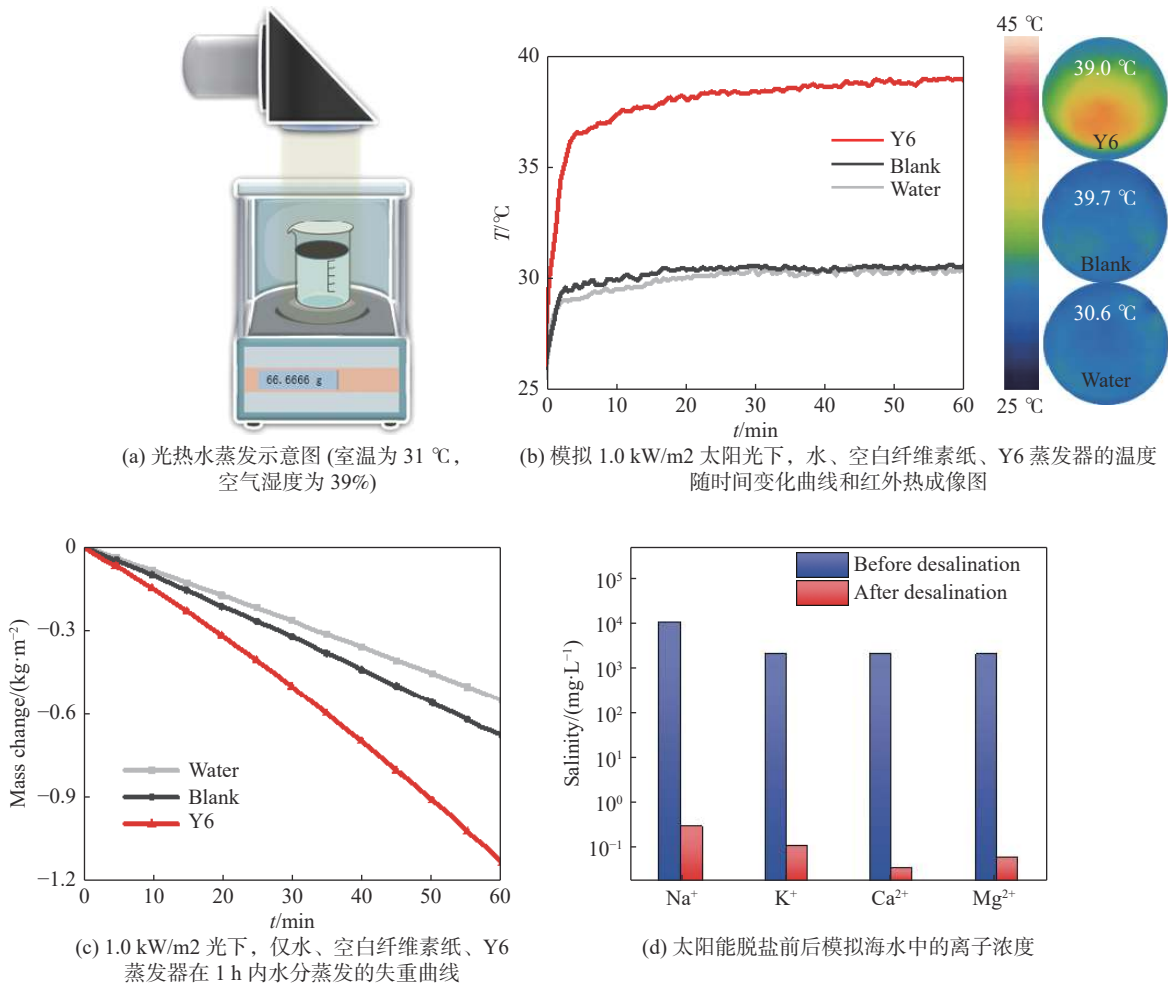 66.6666 g
(a) 光热水蒸发示意图 (室温为 31 ℃,
空气湿度为 39%)
40
35
30
25
T/℃
0
10
20
30
40
50
60
t/min
Y6
Blank
Water
45 ℃
25 ℃
39.0 ℃
Y6
39.7 ℃
Blank
30.6 ℃
Water
(b) 模拟 1.0 kW/m2 太阳光下，水、空白纤维素纸、Y6 蒸发器的温度
随时间变化曲线和红外热成像图
0
−0.3
−0.6
−0.9
−1.2
Mass change/(kg·m⁻²)
Water
Blank
Y6
0
10
20
30
40
50
60
t/min
(c) 1.0 kW/m2 光下，仅水、空白纤维素纸、Y6
蒸发器在 1 h 内水分蒸发的失重曲线
Before desalination
After desalination
10⁵
10⁴
10³
10²
10¹
10⁰
10⁻¹
Salinity/(mg·L⁻¹)
Na⁺
K⁺
Ca²⁺
Mg²⁺
(d) 太阳能脱盐前后模拟海水中的离子浓度